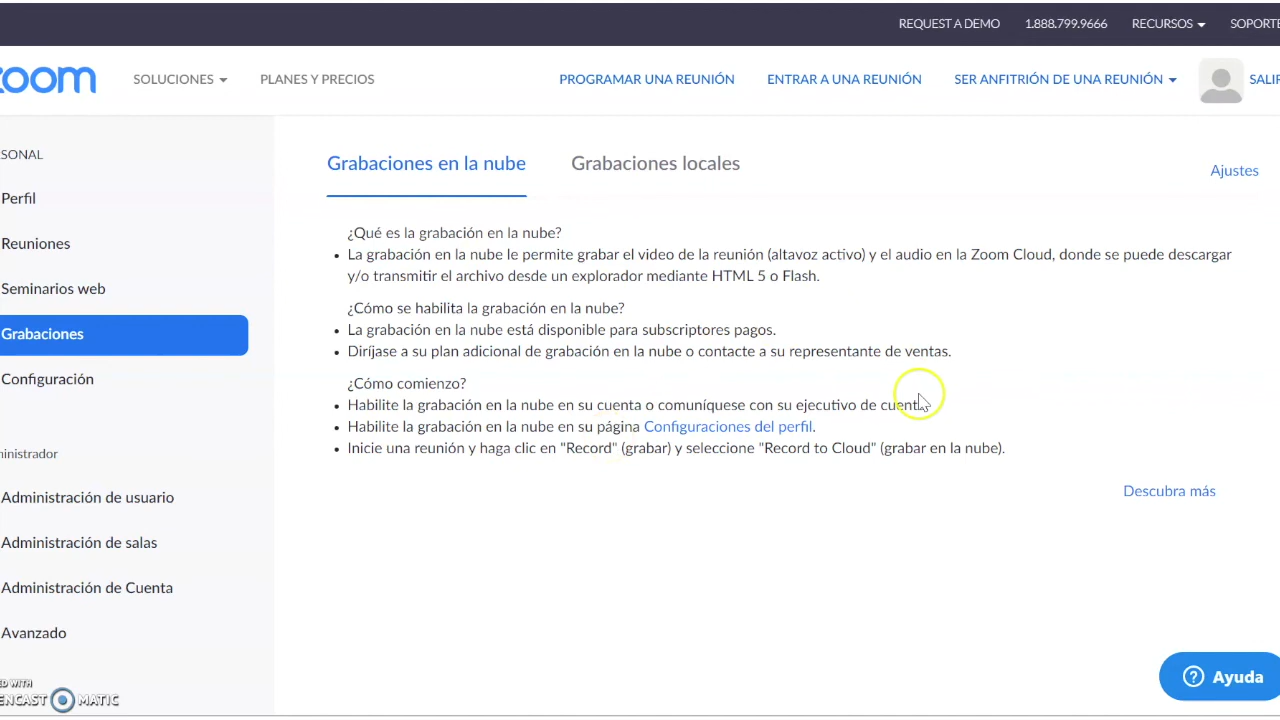 REQUEST A DEMO 1.888.799.9666 RECURSOS SOPORTE
zoom SOLUCIONES PLANES Y PRECIOS PROGRAMAR UNA REUNIÓN ENTRAR A UNA REUNIÓN SER ANFITRIÓN DE UNA REUNIÓN SALIR
SONAL
Perfil
Reuniones
Seminarios web
Grabaciones
Configuración
ministrador
Administración de usuario
Administración de salas
Administración de Cuenta
Avanzado
Grabaciones en la nube Grabaciones locales
Ajustes
¿Qué es la grabación en la nube?
• La grabación en la nube le permite grabar el video de la reunión (altavoz activo) y el audio en la Zoom Cloud, donde se puede descargar
y/o transmitir el archivo desde un explorador mediante HTML 5 o Flash.
¿Cómo se habilita la grabación en la nube?
• La grabación en la nube está disponible para subscriptores pagos.
• Diríjase a su plan adicional de grabación en la nube o contacte a su representante de ventas.
¿Cómo comienzo?
• Habilite la grabación en la nube en su cuenta o comuníquese con su ejecutivo de cuenta.
• Habilite la grabación en la nube en su página Configuraciones del perfil.
• Inicie una reunión y haga clic en "Record" (grabar) y seleccione "Record to Cloud" (grabar en la nube).
Descubra más
Ayuda
ED WITH
ENCAST MATIC